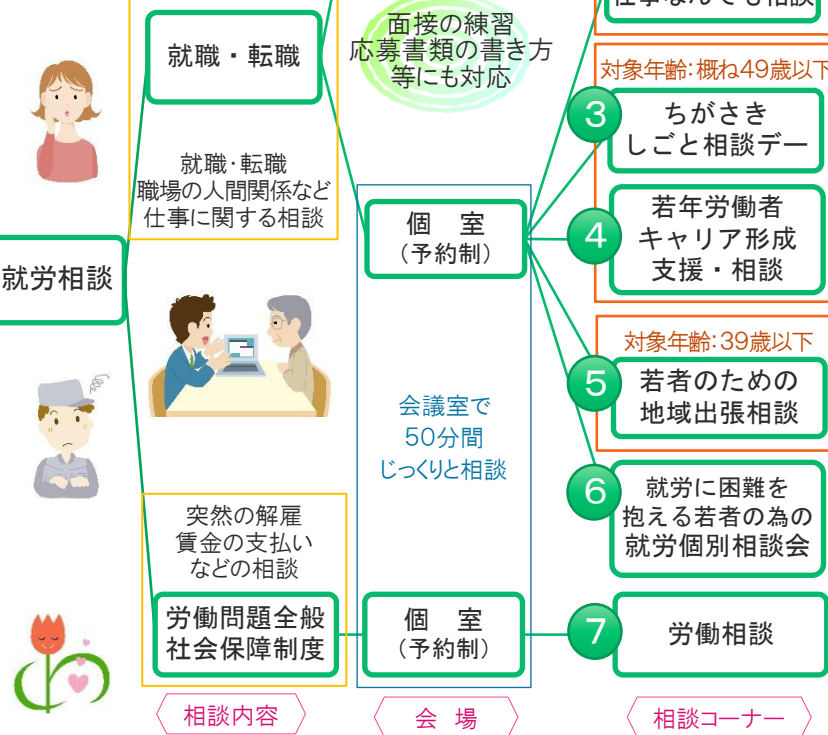 就職・転職
就職・転職
職場の人間関係など
仕事に関する相談
面接の練習
応募書類の書き方
等にも対応
就労相談
個　室
（予約制）
会議室で
50分間
じっくりと相談
仕事なんでも相談
対象年齢：概ね49歳以下
3
ちがさき
しごと相談デー
4
若年労働者
キャリア形成
支援・相談
対象年齢：39歳以下
5
若者のための
地域出張相談
6
就労に困難を
抱える若者の為の
就労個別相談会
突然の解雇
賃金の支払い
などの相談
労働問題全般
社会保障制度
個　室
（予約制）
7
労働相談
相談内容
会　場
相談コーナー